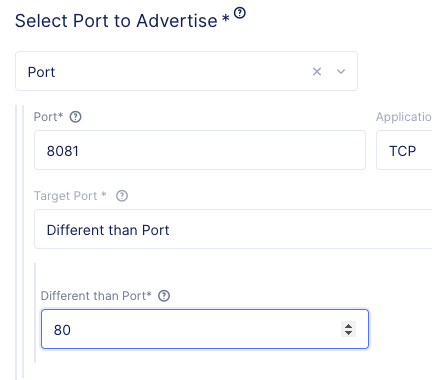 Select Port to Advertise *
Port
Port*
Applicatio
8081
TCP
Target Port *
Different than Port
Different than Port*
80